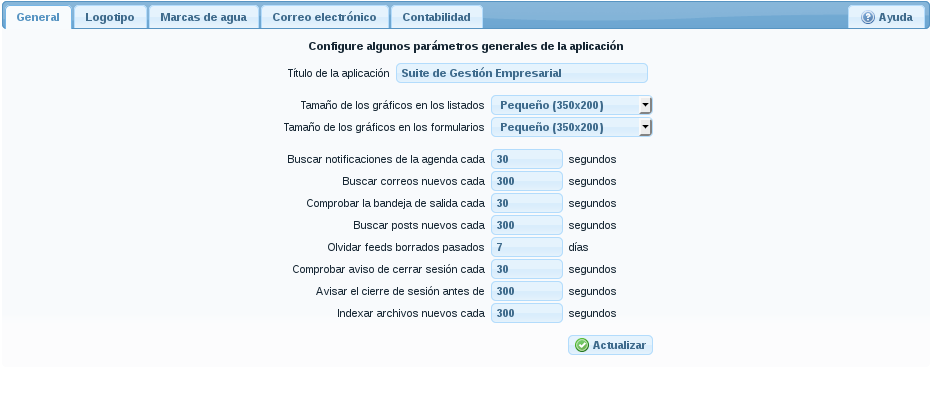 General Logotipo Marcas de agua Correo electrónico Contabilidad Ayuda
Configure algunos parámetros generales de la aplicación
Título de la aplicación Suite de Gestión Empresarial
Tamaño de los gráficos en los listados Pequeño (350x200)
Tamaño de los gráficos en los formularios Pequeño (350x200)
Buscar notificaciones de la agenda cada 30 segundos
Buscar correos nuevos cada 300 segundos
Comprobar la bandeja de salida cada 30 segundos
Buscar posts nuevos cada 300 segundos
Olvidar feeds borrados pasados 7 días
Comprobar aviso de cerrar sesión cada 30 segundos
Avisar el cierre de sesión antes de 300 segundos
Indexar archivos nuevos cada 300 segundos
Actualizar